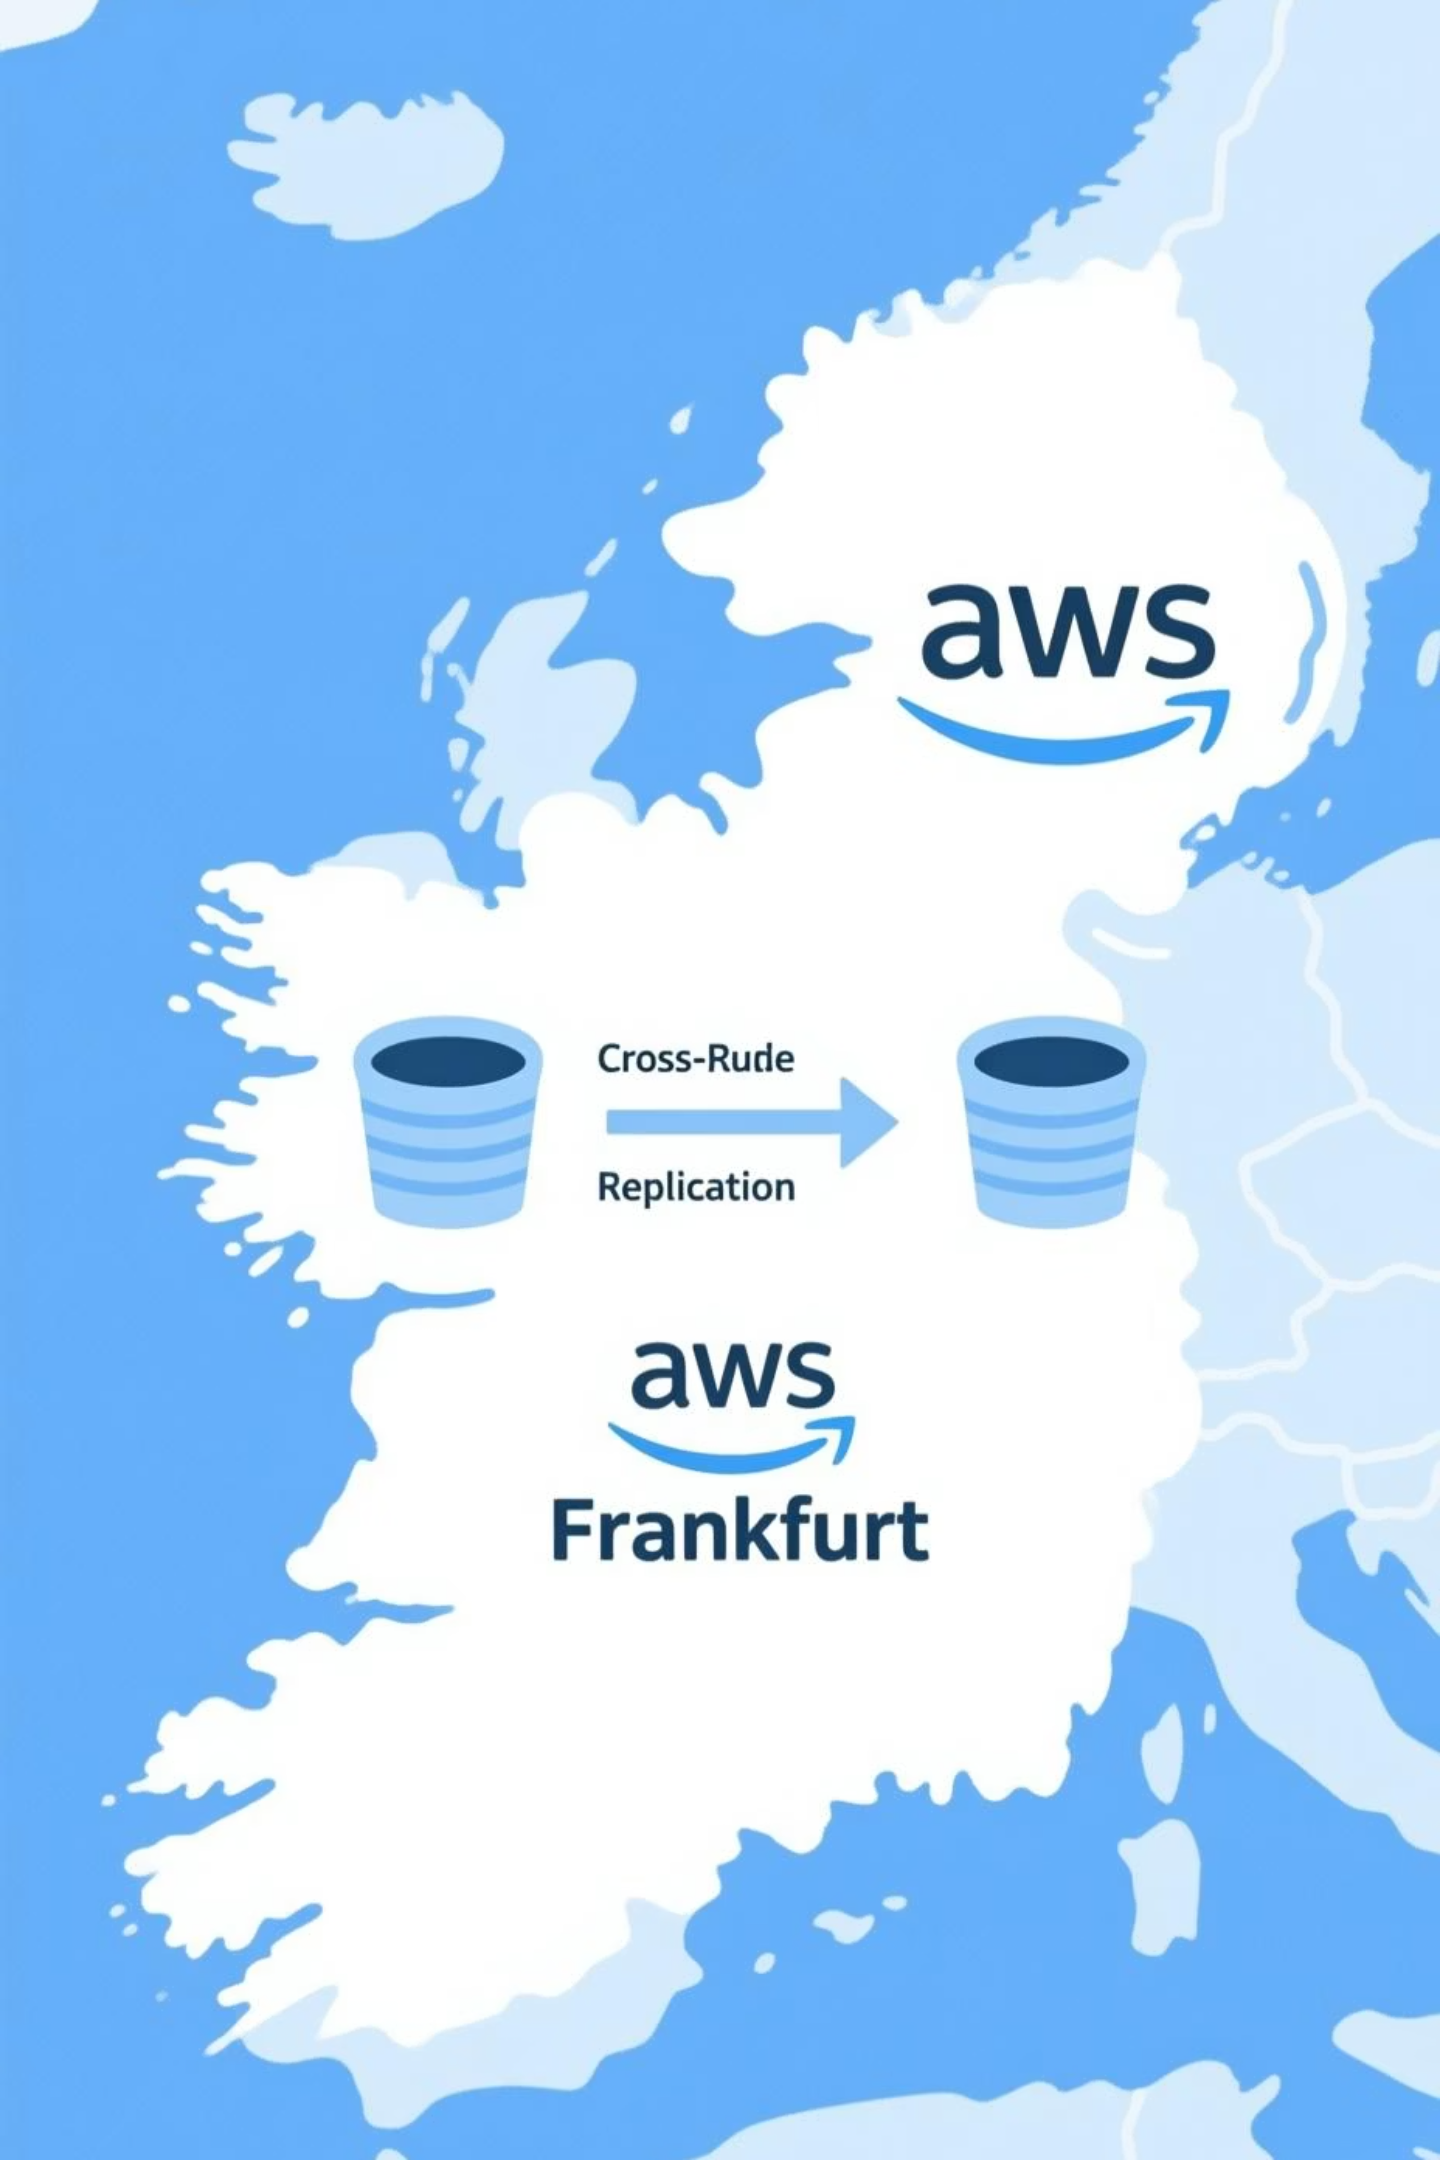 aws
Cross-Rude
Replication
aws
Frankfurt